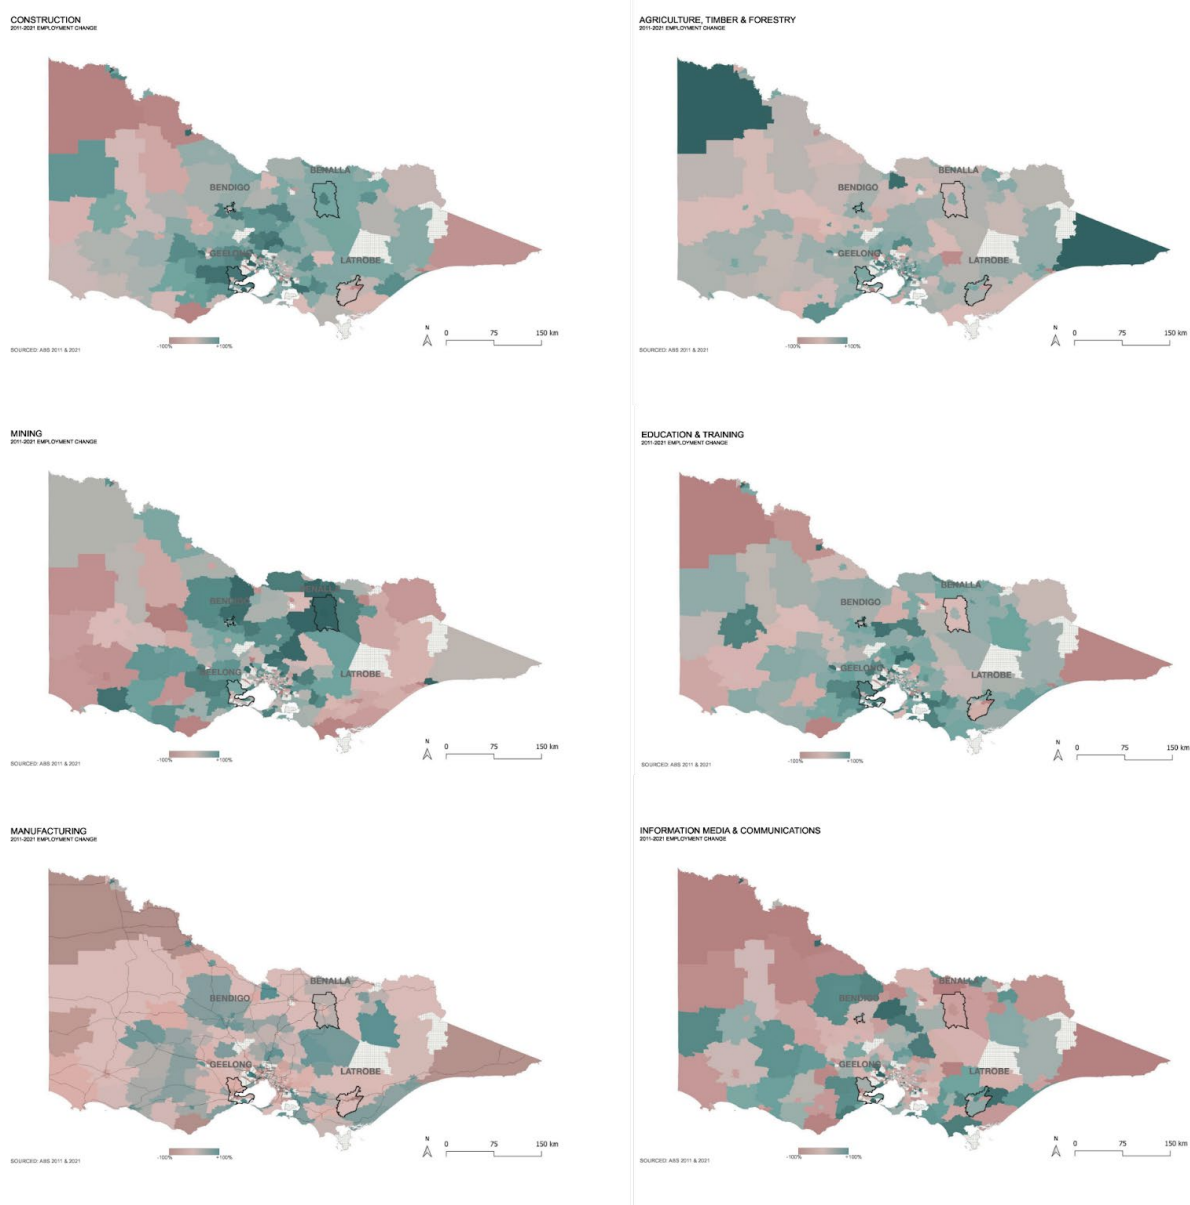 CONSTRUCTION
2011-2021 EMPLOYMENT CHANGE
BENALLA
BENDIGO
GEELONG
LATROBE
-100% +100%
N
0 75 150 km
SOURCED: ABS 2011 & 2021
AGRICULTURE, TIMBER & FORESTRY
2011-2021 EMPLOYMENT CHANGE
BENALLA
BENDIGO
GEELONG
LATROBE
-100% +100%
N
0 75 150 km
SOURCED: ABS 2011 & 2021
MINING
2011-2021 EMPLOYMENT CHANGE
BENALLA
BENDIGO
GEELONG
LATROBE
-100% +100%
N
0 75 150 km
SOURCED: ABS 2011 & 2021
EDUCATION & TRAINING
2011-2021 EMPLOYMENT CHANGE
BENALLA
BENDIGO
GEELONG
LATROBE
-100% +100%
N
0 75 150 km
SOURCED: ABS 2011 & 2021
MANUFACTURING
2011-2021 EMPLOYMENT CHANGE
BENALLA
BENDIGO
GEELONG
LATROBE
-100% +100%
N
0 75 150 km
SOURCED: ABS 2011 & 2021
INFORMATION MEDIA & COMMUNICATIONS
2011-2021 EMPLOYMENT CHANGE
BENALLA
BENDIGO
GEELONG
LATROBE
-100% +100%
N
0 75 150 km
SOURCED: ABS 2011 & 2021